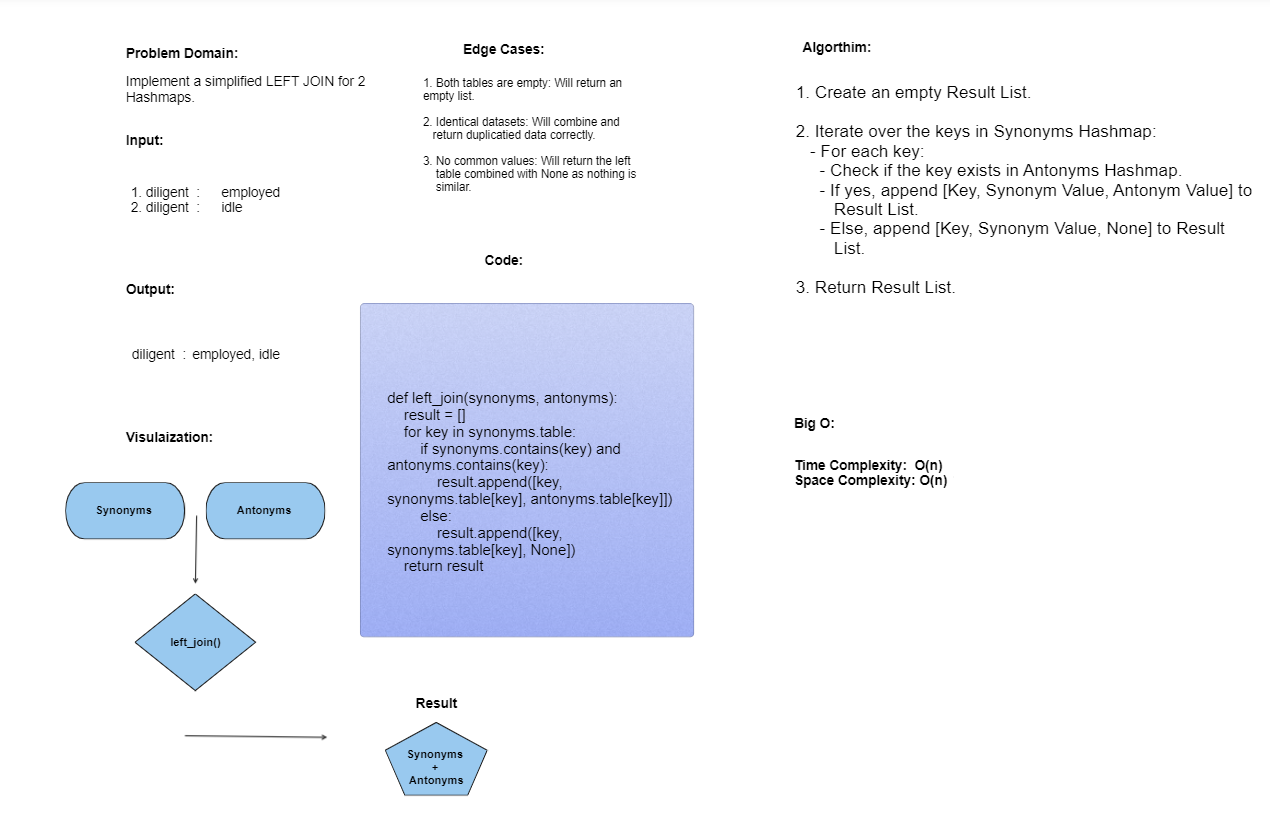 Problem Domain:
Implement a simplified LEFT JOIN for 2
Hashmaps.
Input:
1. diligent : employed
2. diligent : idle
Output:
diligent : employed, idle
Visulaization:
Synonyms
Antonyms
left_join()
Edge Cases:
1. Both tables are empty: Will return an
empty list.
2. Identical datasets: Will combine and
return duplicatied data correctly.
3. No common values: Will return the left
table combined with None as nothing is
similar.
Code:
def left_join(synonyms, antonyms):
result = []
for key in synonyms.table:
if synonyms.contains(key) and
antonyms.contains(key):
result.append([key,
synonyms.table[key], antonyms.table[key]])
else:
result.append([key,
synonyms.table[key], None])
return result
Result
Synonyms
+
Antonyms
Algorthim:
1. Create an empty Result List.
2. Iterate over the keys in Synonyms Hashmap:
- For each key:
- Check if the key exists in Antonyms Hashmap.
- If yes, append [Key, Synonym Value, Antonym Value] to
Result List.
- Else, append [Key, Synonym Value, None] to Result
List.
3. Return Result List.
Big O:
Time Complexity: O(n)
Space Complexity: O(n)